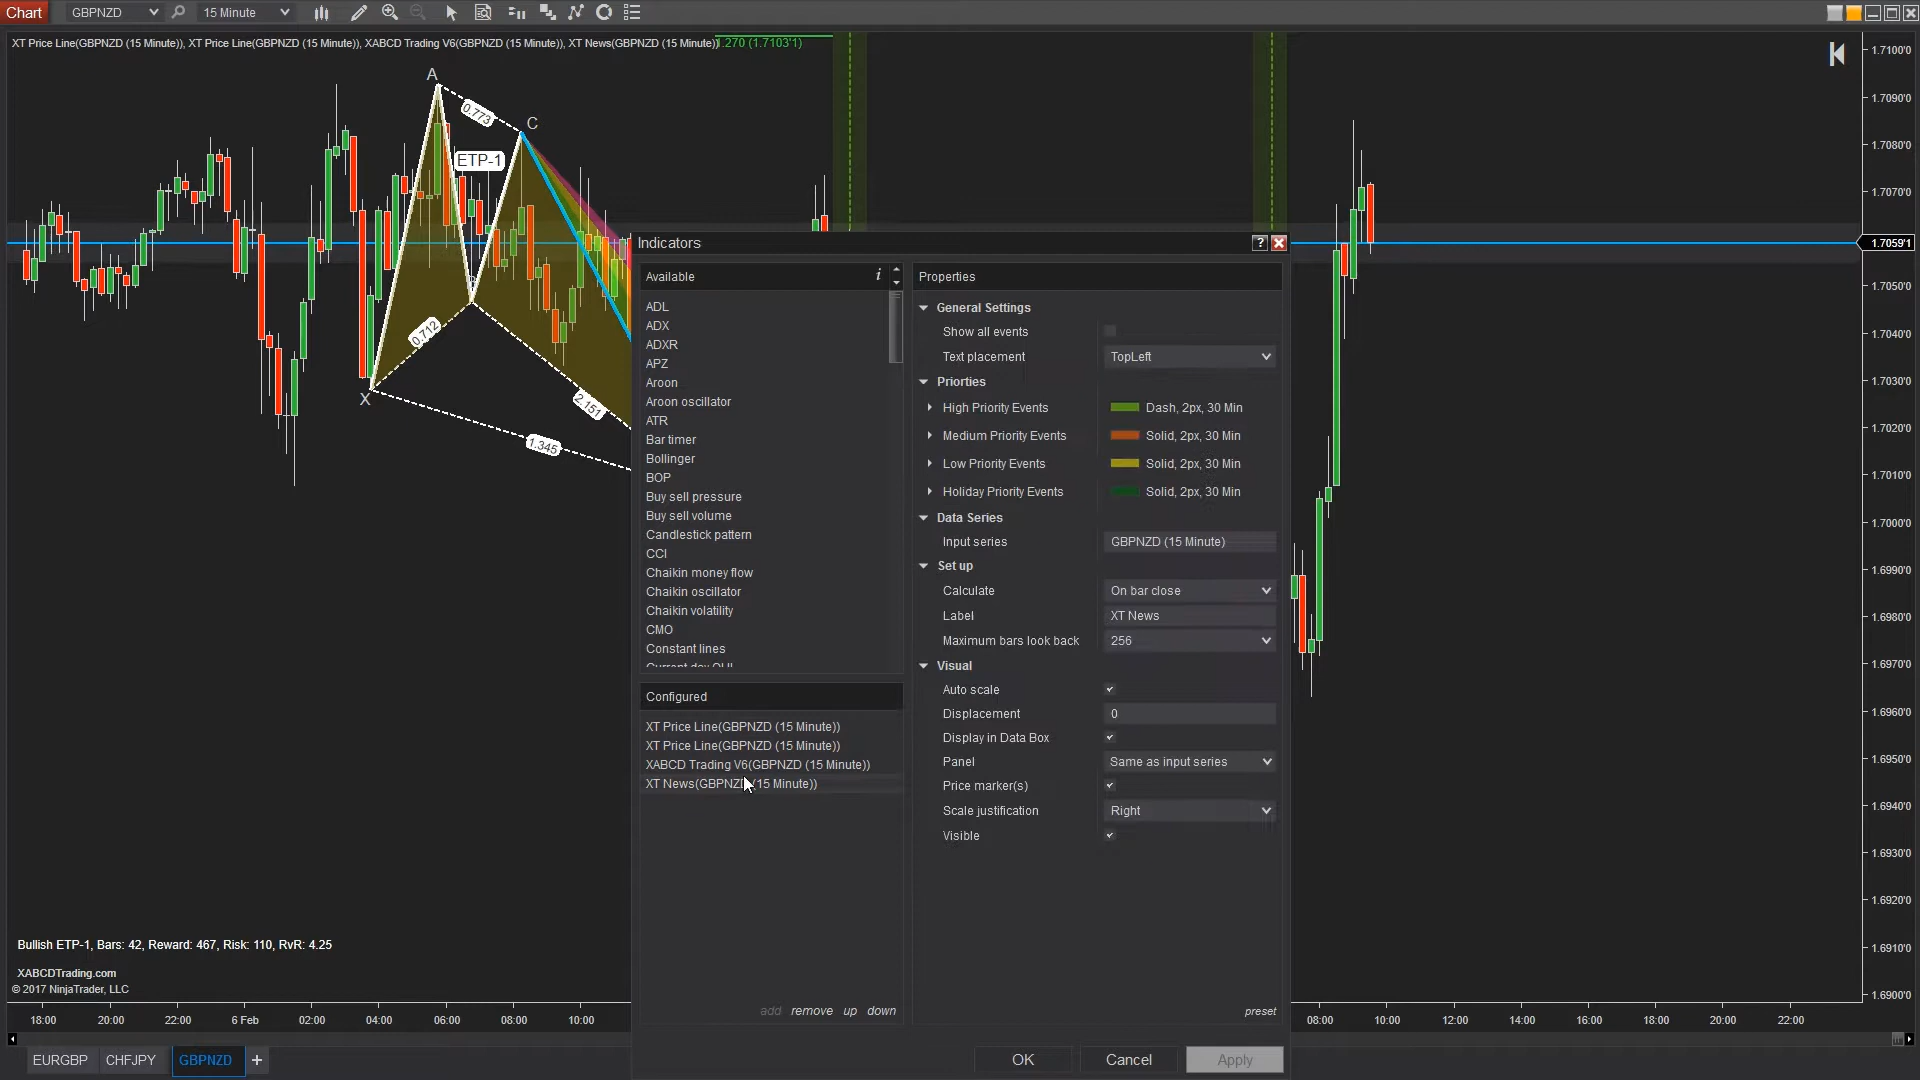 Chart GBPNZD 15 Minute
XT Price Line(GBPNZD (15 Minute)), XT Price Line(GBPNZD (15 Minute)), XABCD Trading V6(GBPNZD (15 Minute)), XT News(GBPNZD (15 Minute))
.270 (1.7103'1)
A
0.773
C
ETP-1
0.712
X
2.151
1.345
Bullish ETP-1, Bars: 42, Reward: 467, Risk: 110, RvR: 4.25
XABCDTrading.com
© 2017 NinjaTrader, LLC
Indicators
?
Available
i
ADL
ADX
ADXR
APZ
Aroon
Aroon oscillator
ATR
Bar timer
Bollinger
BOP
Buy sell pressure
Buy sell volume
Candlestick pattern
CCI
Chaikin money flow
Chaikin oscillator
Chaikin volatility
CMO
Constant lines
Configured
XT Price Line(GBPNZD (15 Minute))
XT Price Line(GBPNZD (15 Minute))
XABCD Trading V6(GBPNZD (15 Minute))
XT News(GBPNZD (15 Minute))
add remove up down
Properties
General Settings
Show all events
Text placement TopLeft
Priorties
High Priority Events Dash, 2px, 30 Min
Medium Priority Events Solid, 2px, 30 Min
Low Priority Events Solid, 2px, 30 Min
Holiday Priority Events Solid, 2px, 30 Min
Data Series
Input series GBPNZD (15 Minute)
Set up
Calculate On bar close
Label XT News
Maximum bars look back 256
Visual
Auto scale
Displacement 0
Display in Data Box
Panel Same as input series
Price marker(s)
Scale justification Right
Visible
preset
OK Cancel Apply
1.7100'0
1.7090'0
1.7080'0
1.7070'0
1.7059'1
1.7050'0
1.7040'0
1.7030'0
1.7020'0
1.7010'0
1.7000'0
1.6990'0
1.6980'0
1.6970'0
1.6960'0
1.6950'0
1.6940'0
1.6930'0
1.6920'0
1.6910'0
1.6900'0
18:00 20:00 22:00 6 Feb 02:00 04:00 06:00 08:00 10:00 08:00 10:00 12:00 14:00 16:00 18:00 20:00 22:00
EURGBP CHFJPY GBPNZD +